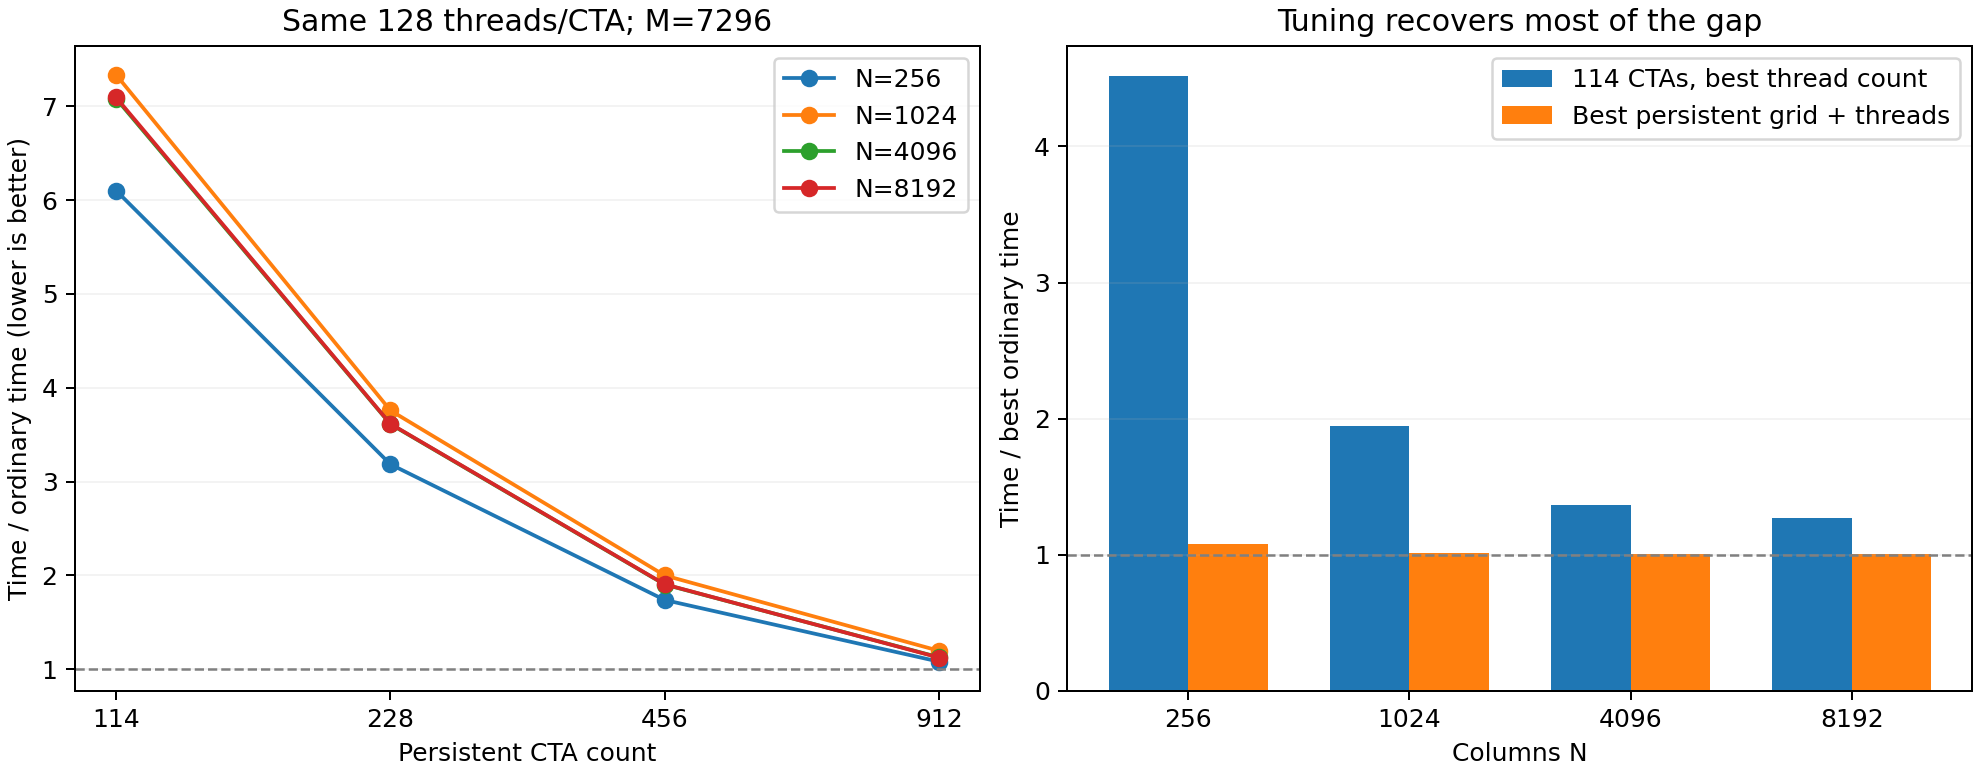 Same 128 threads/CTA; M=7296
Time / ordinary time (lower is better)
7
6
5
4
3
2
1
N=256
N=1024
N=4096
N=8192
114
228
456
912
Persistent CTA count
Tuning recovers most of the gap
Time / best ordinary time
4
3
2
1
0
114 CTAs, best thread count
Best persistent grid + threads
256
1024
4096
8192
Columns N